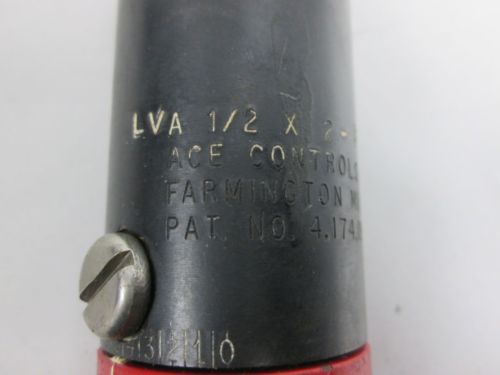 LVA 1/2 X 2-
ACE CONTROLS
FARMINGTON
PAT. NO. 4,174,
3 2 1 0